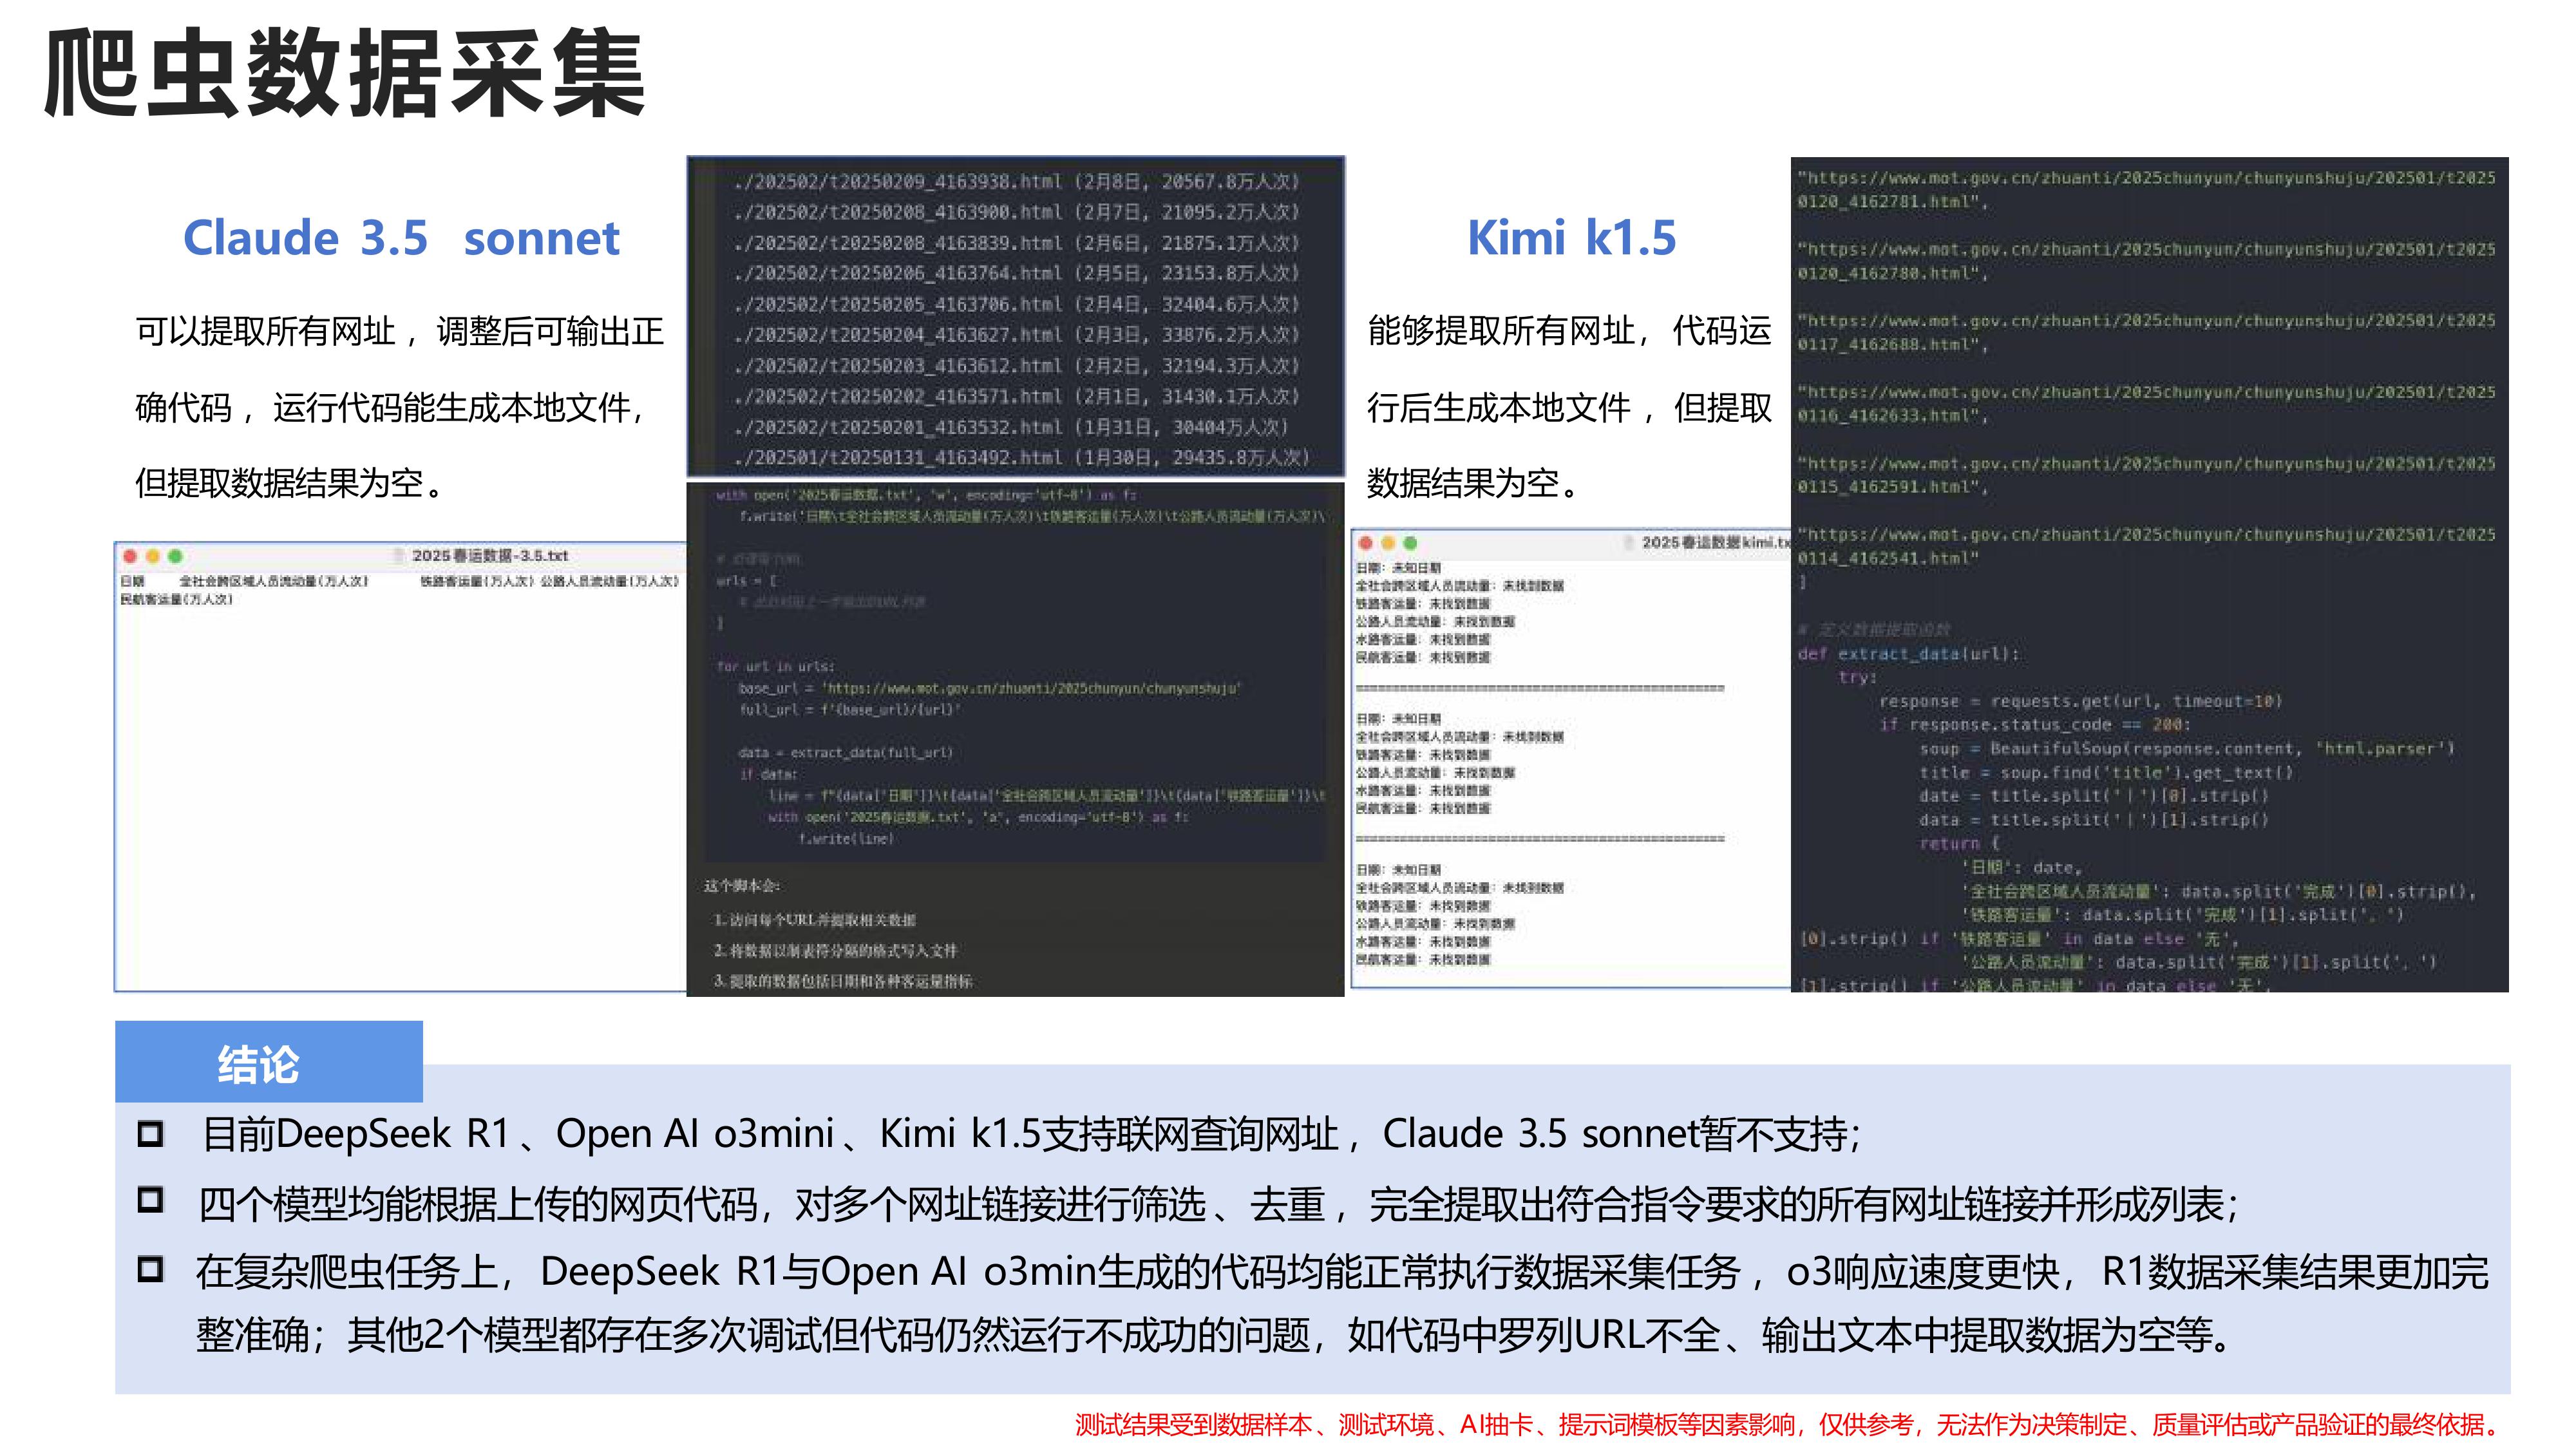 爬虫数据采集
Claude 3.5 sonnet
可以提取所有网址，调整后可输出正
确代码，运行代码能生成本地文件，
但提取数据结果为空。
2025春运数据-3.5.txt
日期 全社会跨区域人员流动量(万人次) 铁路客运量(万人次) 公路人员流动量(万人次)
民航客运量(万人次)
./202502/t20250209_4163938.html (2月8日, 20567.8万人次)
./202502/t20250208_4163900.html (2月7日, 21095.2万人次)
./202502/t20250208_4163839.html (2月6日, 21875.1万人次)
./202502/t20250206_4163764.html (2月5日, 23153.8万人次)
./202502/t20250205_4163706.html (2月4日, 32404.6万人次)
./202502/t20250204_4163627.html (2月3日, 33876.2万人次)
./202502/t20250203_4163612.html (2月2日, 32194.3万人次)
./202502/t20250202_4163571.html (2月1日, 31430.1万人次)
./202502/t20250201_4163532.html (1月31日, 30404万人次)
./202501/t20250131_4163492.html (1月30日, 29435.8万人次)
with open('2025春运数据.txt', 'w', encoding='utf-8') as f:
f.write('日期\t全社会跨区域人员流动量(万人次)\t铁路客运量(万人次)\t公路人员流动量(万人次)\
urls = [
]
for url in urls:
base_url = 'https://www.mot.gov.cn/zhuanti/2025chunyun/chunyunshuju'
full_url = f'{base_url}/{url}'
data = extract_data(full_url)
if data:
line = f"{data['日期']}\t{data['全社会跨区域人员流动量']}\t{data['铁路客运量']}\t
with open('2025春运数据.txt', 'a', encoding='utf-8') as f:
f.write(line)
这个脚本会:
1. 访问每个URL并提取相关数据
2. 将数据以制表符分隔的格式写入文件
3. 提取的数据包括日期和各种客运量指标
Kimi k1.5
能够提取所有网址，代码运
行后生成本地文件，但提取
数据结果为空。
2025春运数据kimi.tx
日期: 未知日期
全社会跨区域人员流动量: 未找到数据
铁路客运量: 未找到数据
公路人员流动量: 未找到数据
水路客运量: 未找到数据
民航客运量: 未找到数据
==================================================
日期: 未知日期
全社会跨区域人员流动量: 未找到数据
铁路客运量: 未找到数据
公路人员流动量: 未找到数据
水路客运量: 未找到数据
民航客运量: 未找到数据
==================================================
日期: 未知日期
全社会跨区域人员流动量: 未找到数据
铁路客运量: 未找到数据
公路人员流动量: 未找到数据
水路客运量: 未找到数据
民航客运量: 未找到数据
"https://www.mot.gov.cn/zhuanti/2025chunyun/chunyunshuju/202501/t2025
0120_4162781.html",
"https://www.mot.gov.cn/zhuanti/2025chunyun/chunyunshuju/202501/t2025
0120_4162780.html",
"https://www.mot.gov.cn/zhuanti/2025chunyun/chunyunshuju/202501/t2025
0117_4162688.html",
"https://www.mot.gov.cn/zhuanti/2025chunyun/chunyunshuju/202501/t2025
0116_4162633.html",
"https://www.mot.gov.cn/zhuanti/2025chunyun/chunyunshuju/202501/t2025
0115_4162591.html",
"https://www.mot.gov.cn/zhuanti/2025chunyun/chunyunshuju/202501/t2025
0114_4162541.html"
]
# 定义数据提取函数
def extract_data(url):
try:
response = requests.get(url, timeout=10)
if response.status_code == 200:
soup = BeautifulSoup(response.content, 'html.parser')
title = soup.find('title').get_text()
date = title.split('|')[0].strip()
data = title.split('|')[1].strip()
return {
'日期': date,
'全社会跨区域人员流动量': data.split('完成')[0].strip(),
'铁路客运量': data.split('完成')[1].split('，')
[0].strip() if '铁路客运量' in data else '无',
'公路人员流动量': data.split('完成')[1].split('，')
[1].strip() if '公路人员流动量' in data else '无',
结论
目前DeepSeek R1、Open AI o3mini、Kimi k1.5支持联网查询网址，Claude 3.5 sonnet暂不支持；
四个模型均能根据上传的网页代码，对多个网址链接进行筛选、去重，完全提取出符合指令要求的所有网址链接并形成列表；
在复杂爬虫任务上，DeepSeek R1与Open AI o3min生成的代码均能正常执行数据采集任务，o3响应速度更快，R1数据采集结果更加完
整准确；其他2个模型都存在多次调试但代码仍然运行不成功的问题，如代码中罗列URL不全、输出文本中提取数据为空等。
测试结果受到数据样本、测试环境、AI抽卡、提示词模板等因素影响，仅供参考，无法作为决策制定、质量评估或产品验证的最终依据。